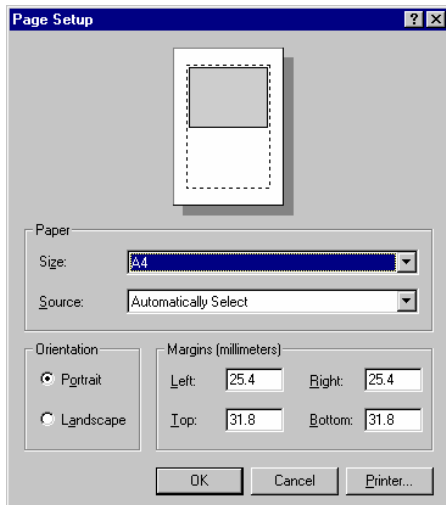 Page Setup
Paper
Size: A4
Source: Automatically Select
Orientation
Portrait
Landscape
Margins (millimeters)
Left: 25.4 Right: 25.4
Top: 31.8 Bottom: 31.8
OK Cancel Printer...